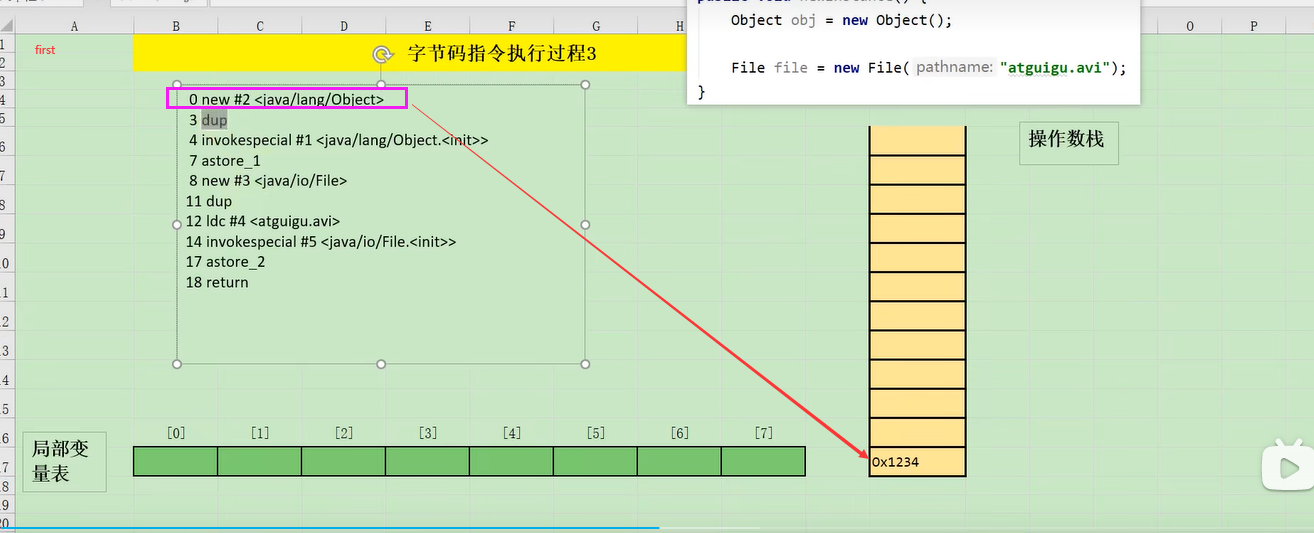 A B C D E F G H O P
first
字节码指令执行过程3
Object obj = new Object();
File file = new File( pathname: "atguigu.avi");
}
0 new #2 <java/lang/Object>
3 dup
4 invokespecial #1 <java/lang/Object.<init>>
7 astore_1
8 new #3 <java/io/File>
11 dup
12 ldc #4 <atguigu.avi>
14 invokespecial #5 <java/io/File.<init>>
17 astore_2
18 return
操作数栈
[0] [1] [2] [3] [4] [5] [6] [7]
局部变
量表
0x1234